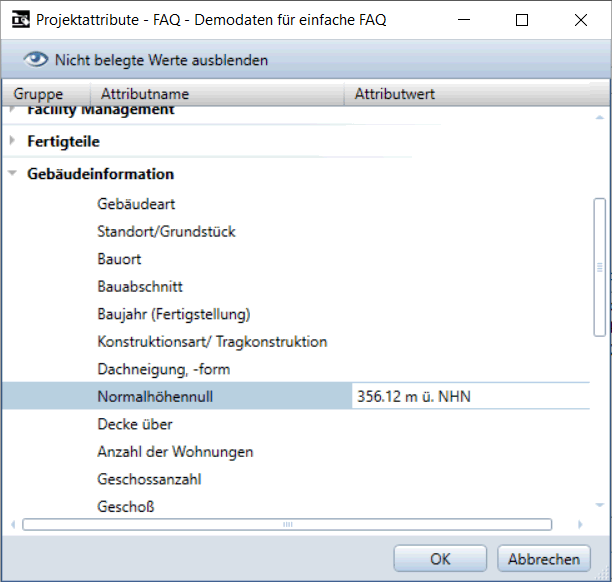 Projektattribute - FAQ - Demodaten für einfache FAQ
Nicht belegte Werte ausblenden
Gruppe Attributname Attributwert
Facility Management
Fertigteile
Gebäudeinformation
Gebäudeart
Standort/Grundstück
Bauort
Bauabschnitt
Baujahr (Fertigstellung)
Konstruktionsart/ Tragkonstruktion
Dachneigung, -form
Normalhöhennull 356.12 m ü. NHN
Decke über
Anzahl der Wohnungen
Geschossanzahl
Geschoß
OK Abbrechen